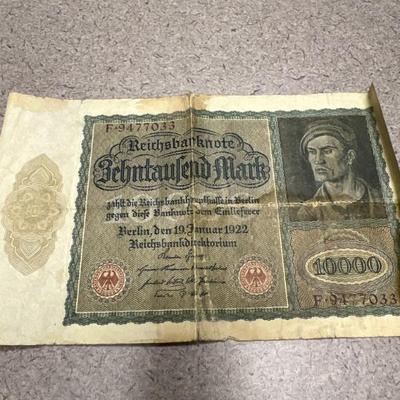 F·9477033
Reichsbanknote
Zehntausend Mark
zahlt die Reichsbankhauptkasse in Berlin
gegen diese Banknote dem Einlieferer
Berlin, den 19. Januar 1922
Reichsbankdirektorium
10000
F·9477033